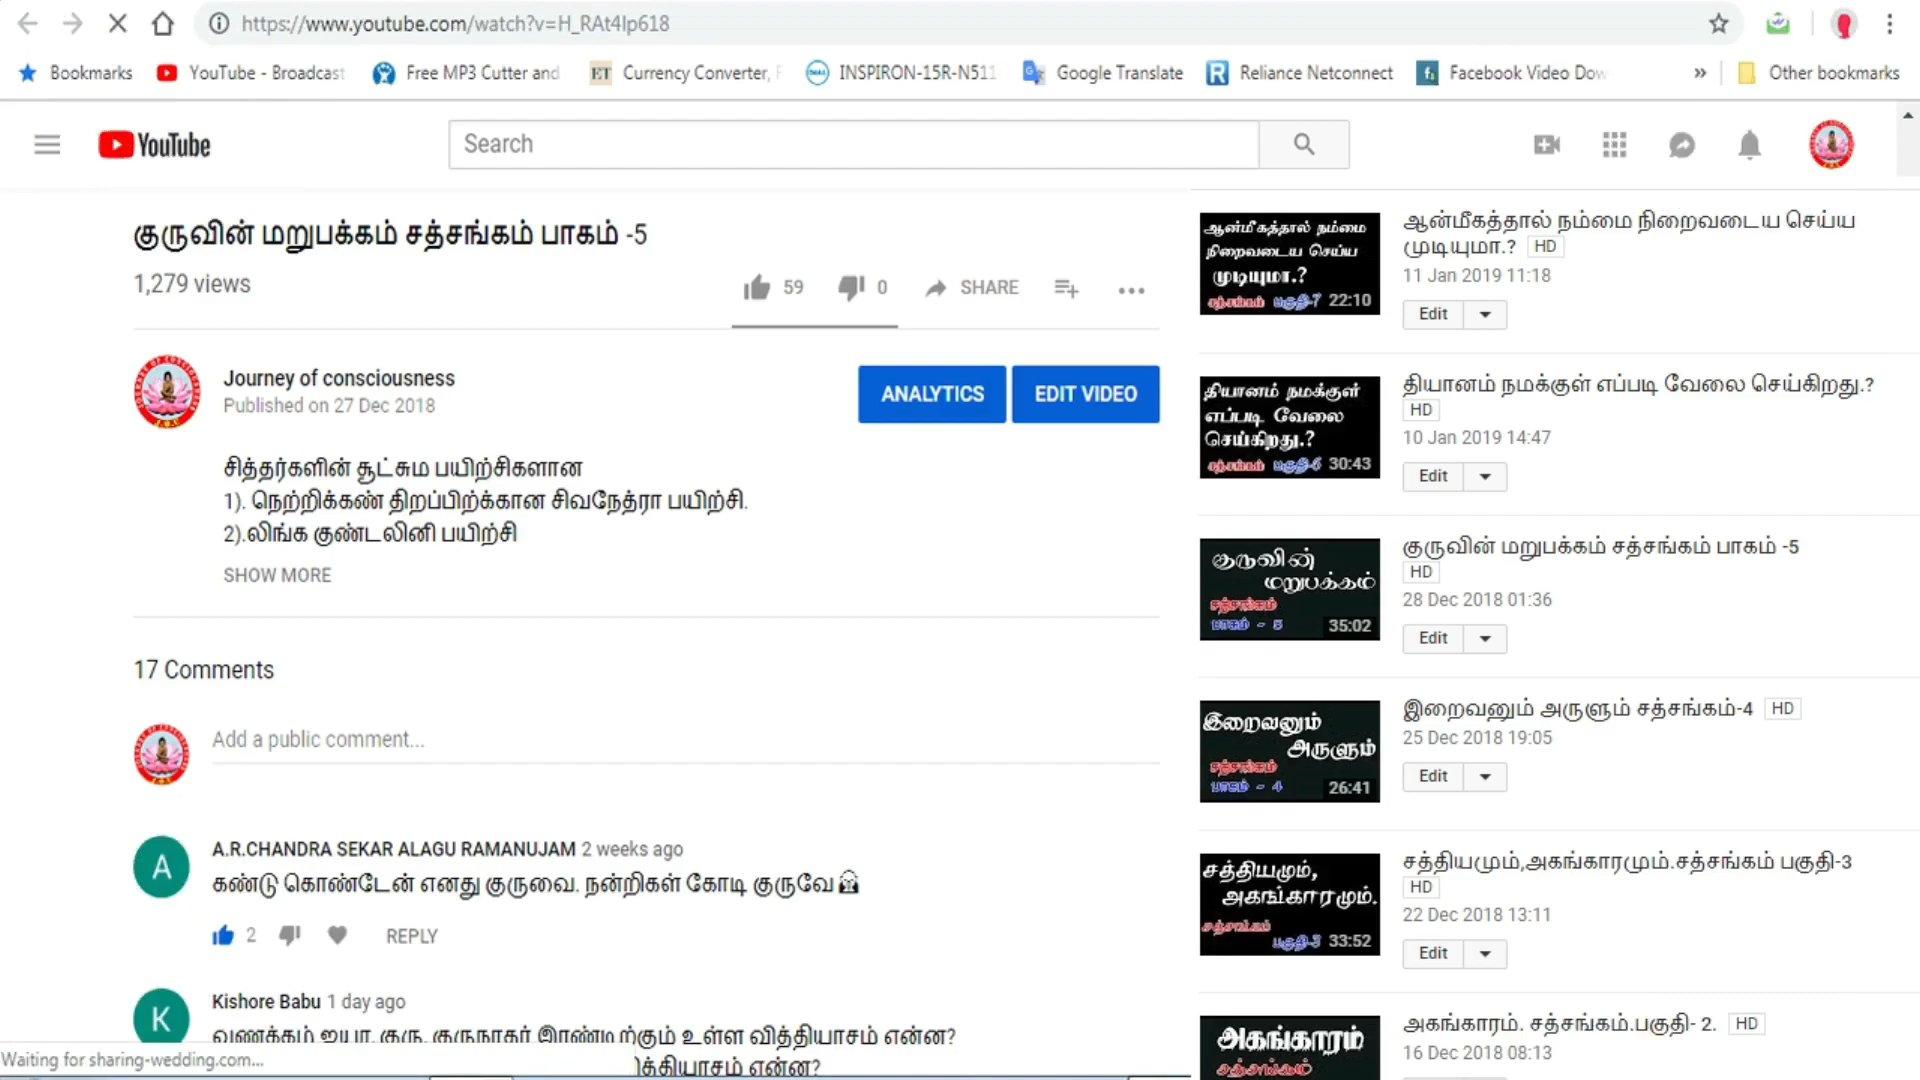 https://www.youtube.com/watch?v=H_RAt4Ip618
Bookmarks YouTube - Broadcast Free MP3 Cutter and Currency Converter, INSPIRON-15R-N511 Google Translate Reliance Netconnect Facebook Video Dow » Other bookmarks
YouTube
Search
குருவின் மறுபக்கம் சத்சங்கம் பாகம் -5
1,279 views
59 0 SHARE
Journey of consciousness
Published on 27 Dec 2018
ANALYTICS EDIT VIDEO
சித்தர்களின் சூட்சும பயிற்சிகளான
1). நெற்றிக்கண் திறப்பிற்க்கான சிவநேத்ரா பயிற்சி.
2).லிங்க குண்டலினி பயிற்சி
SHOW MORE
17 Comments
Add a public comment...
A
A.R.CHANDRA SEKAR ALAGU RAMANUJAM 2 weeks ago
கண்டு கொண்டேன் எனது குருவை. நன்றிகள் கோடி குருவே
2 REPLY
K
Kishore Babu 1 day ago
வணக்கம் ஐயா. குரு, குருநாதர் இரண்டிற்கும் உள்ள வித்தியாசம் என்ன?
என்ன?
Waiting for sharing-wedding.com...
ஆன்மீகத்தால் நம்மை
நிறைவடைய செய்ய
முடியுமா.?
சத்சங்கம் பகுதி-7 22:10
ஆன்மீகத்தால் நம்மை நிறைவடைய செய்ய
முடியுமா.? HD
11 Jan 2019 11:18
Edit
தியானம் நமக்குள்
எப்படி வேலை
செய்கிறது.?
சத்சங்கம் பகுதி-6 30:43
தியானம் நமக்குள் எப்படி வேலை செய்கிறது.?
HD
10 Jan 2019 14:47
Edit
குருவின்
மறுபக்கம்
சத்சங்கம்
பாகம் - 5 35:02
குருவின் மறுபக்கம் சத்சங்கம் பாகம் -5
HD
28 Dec 2018 01:36
Edit
இறைவனும்
அருளும்
சத்சங்கம்
பாகம் - 4 26:41
இறைவனும் அருளும் சத்சங்கம்-4 HD
25 Dec 2018 19:05
Edit
சத்தியமும்,
அகங்காரமும்.
சத்சங்கம்
பகுதி-3 33:52
சத்தியமும்,அகங்காரமும்.சத்சங்கம் பகுதி-3
HD
22 Dec 2018 13:11
Edit
அகங்காரம்
சத்சங்கம்
அகங்காரம். சத்சங்கம்.பகுதி- 2. HD
16 Dec 2018 08:13